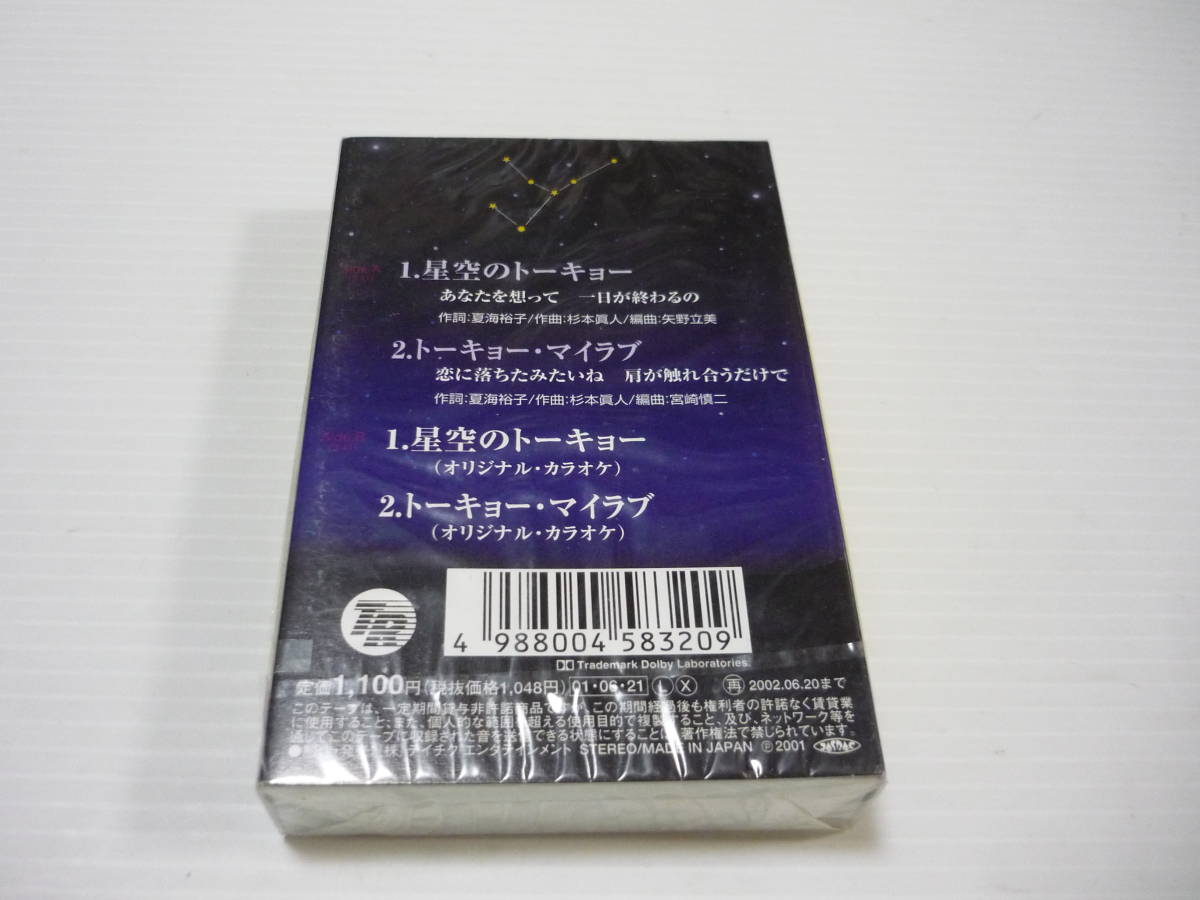 Side A
1.星空のトーキョー
あなたを想って 一日が終わるの
作詞:夏海裕子/作曲:杉本眞人/編曲:矢野立美
2.トーキョー・マイラブ
恋に落ちたみたいね 肩が触れ合うだけで
作詞:夏海裕子/作曲:杉本眞人/編曲:宮崎慎二
Side B
1.星空のトーキョー
(オリジナル・カラオケ)
2.トーキョー・マイラブ
(オリジナル・カラオケ)
4 988004 583209
Trademark Dolby Laboratories.
定価1,100円(税抜価格1,048円) 01・06・21 L X 再 2002.06.20まで
このテープは、一定期間貸与非許諾商品ですが、この期間経過後も権利者の許諾なく賃貸業
に使用すること、また、個人的な範囲を超える使用目的で複製すること、及び、ネットワーク等を
通じてこのテープに収録された音を送信できる状態にすることは、著作権法で禁じられています。
テイチクエンタテインメント STEREO/MADE IN JAPAN ℗2001